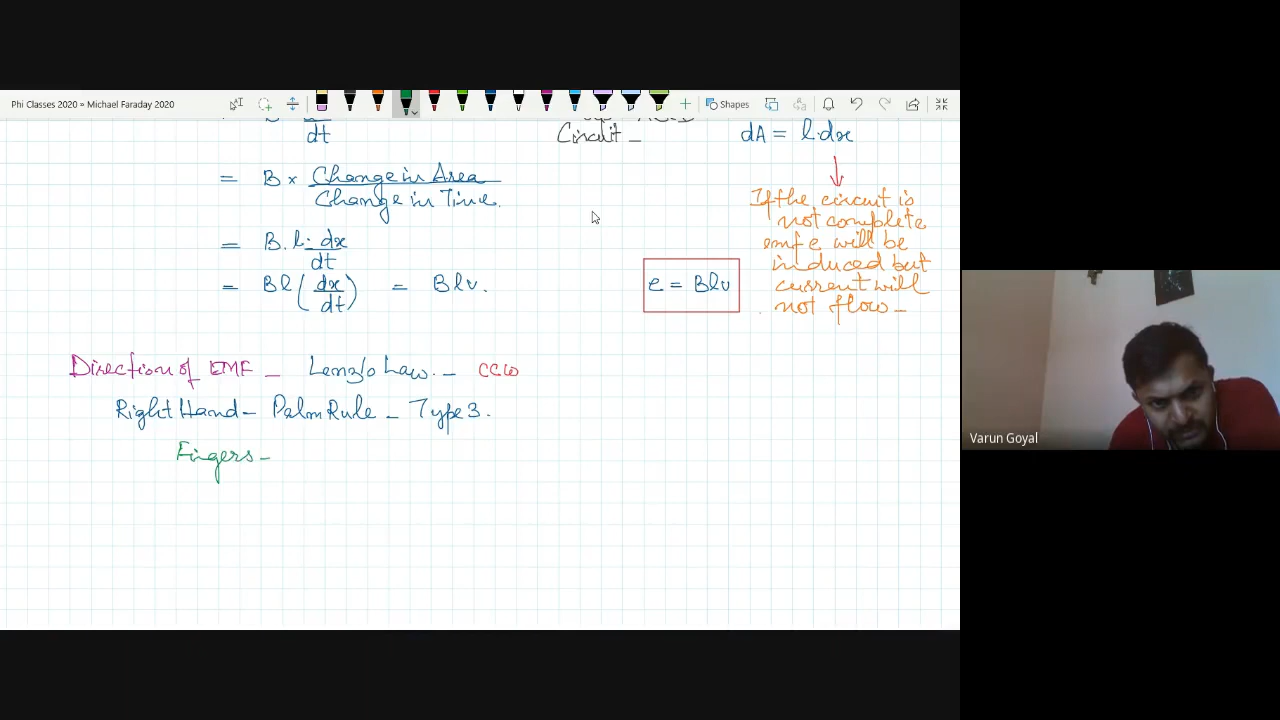 Phi Classes 2020 » Michael Faraday 2020
Shapes
dt
Circuit -
dA = l.dx
= B × Change in Area
Change in Time.
If the circuit is
not complete
emf e will be
induced but
current will
not flow -
= B. l. dx
dt
= Bl (dx
dt) = Blv.
e = Blv
Direction of EMF - Lenz's Law. - CCW
Right Hand - Palm Rule - Type 3.
Fingers -
Varun Goyal